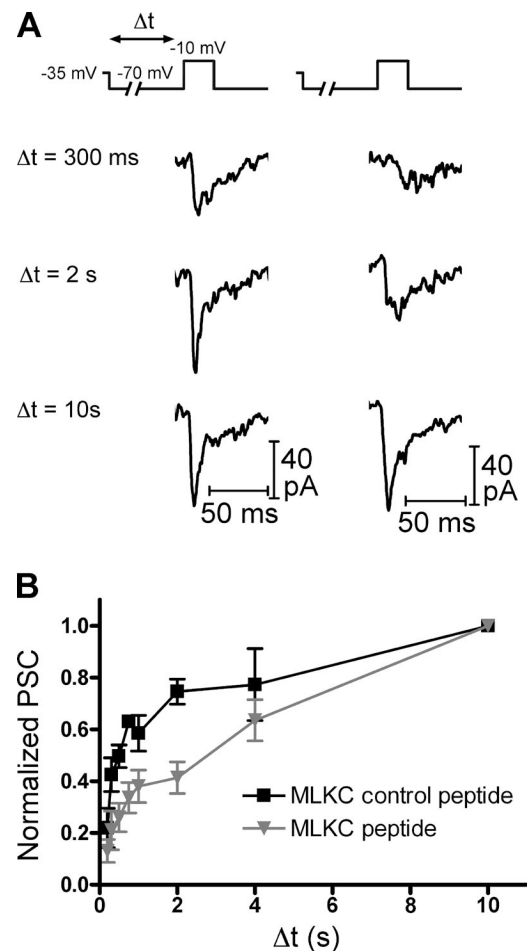 A
Δt
-10 mV
-35 mV
-70 mV
Δt = 300 ms
Δt = 2 s
Δt = 10s
40
pA
50 ms
40
pA
50 ms
B
Normalized PSC
1.0
0.8
0.6
0.4
0.2
0.0
MLKC control peptide
MLKC peptide
0 2 4 6 8 10
Δt (s)